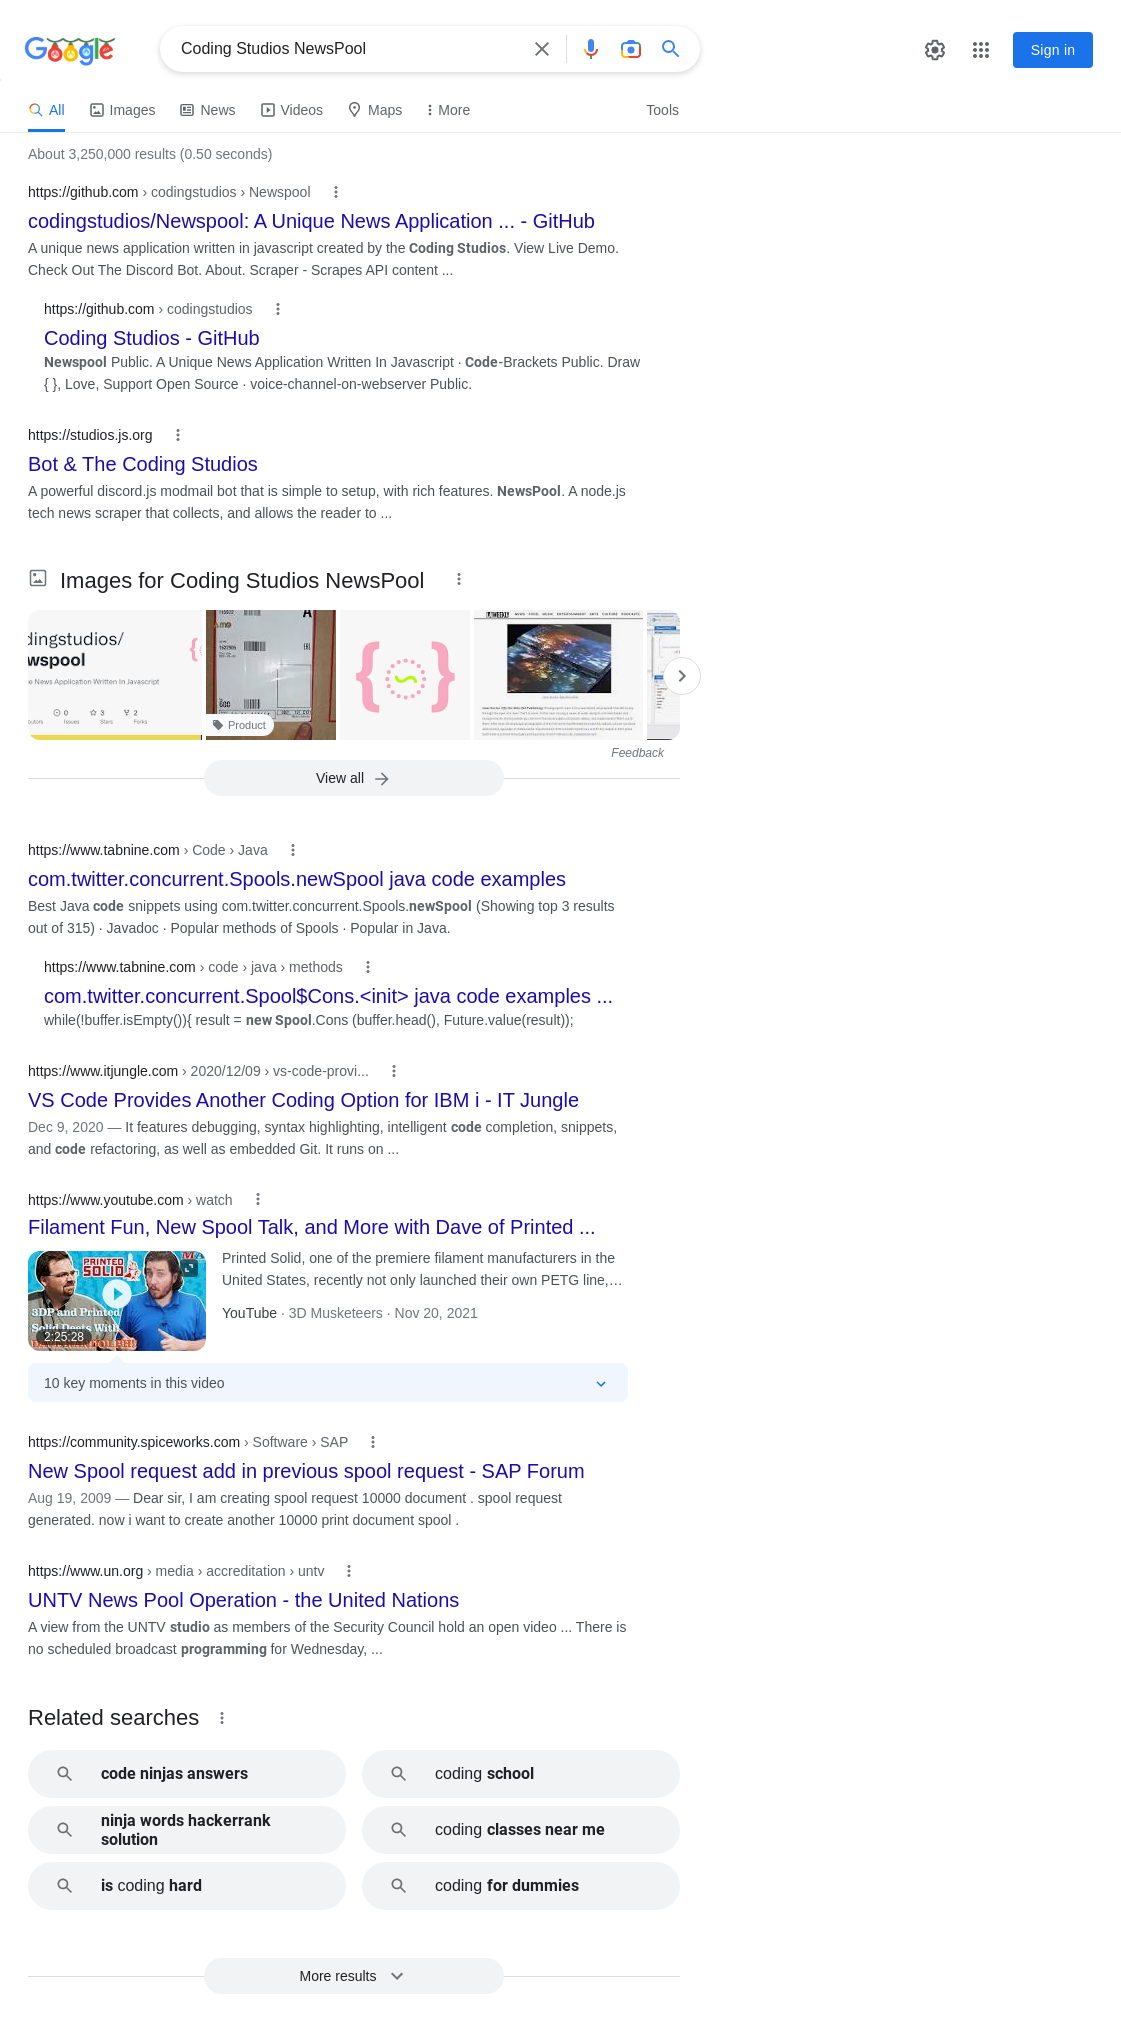 Google
Coding Studios NewsPool
Sign in
All
Images
News
Videos
Maps
More
Tools
About 3,250,000 results (0.50 seconds)
https://github.com › codingstudios › Newspool
codingstudios/Newspool: A Unique News Application ... - GitHub
A unique news application written in javascript created by the Coding Studios. View Live Demo.
Check Out The Discord Bot. About. Scraper - Scrapes API content ...
https://github.com › codingstudios
Coding Studios - GitHub
Newspool Public. A Unique News Application Written In Javascript · Code-Brackets Public. Draw
{ }, Love, Support Open Source · voice-channel-on-webserver Public.
https://studios.js.org
Bot & The Coding Studios
A powerful discord.js modmail bot that is simple to setup, with rich features. NewsPool. A node.js
tech news scraper that collects, and allows the reader to ...
Images for Coding Studios NewsPool
dingstudios/
wspool
e News Application Written In Javascript
0
3
2
Issues
Stars
Forks
Product
WEEKLY
Feedback
View all
https://www.tabnine.com › Code › Java
com.twitter.concurrent.Spools.newSpool java code examples
Best Java code snippets using com.twitter.concurrent.Spools.newSpool (Showing top 3 results
out of 315) · Javadoc · Popular methods of Spools · Popular in Java.
https://www.tabnine.com › code › java › methods
com.twitter.concurrent.Spool$Cons.<init> java code examples ...
while(!buffer.isEmpty()){ result = new Spool.Cons (buffer.head(), Future.value(result));
https://www.itjungle.com › 2020/12/09 › vs-code-provi...
VS Code Provides Another Coding Option for IBM i - IT Jungle
Dec 9, 2020 — It features debugging, syntax highlighting, intelligent code completion, snippets,
and code refactoring, as well as embedded Git. It runs on ...
https://www.youtube.com › watch
Filament Fun, New Spool Talk, and More with Dave of Printed ...
PRINTED
SOLID
3DP and Printed
Solid Deets With
2:25:28
Printed Solid, one of the premiere filament manufacturers in the
United States, recently not only launched their own PETG line,...
YouTube · 3D Musketeers · Nov 20, 2021
10 key moments in this video
https://community.spiceworks.com › Software › SAP
New Spool request add in previous spool request - SAP Forum
Aug 19, 2009 — Dear sir, I am creating spool request 10000 document . spool request
generated. now i want to create another 10000 print document spool .
https://www.un.org › media › accreditation › untv
UNTV News Pool Operation - the United Nations
A view from the UNTV studio as members of the Security Council hold an open video ... There is
no scheduled broadcast programming for Wednesday, ...
Related searches
code ninjas answers
coding school
ninja words hackerrank
solution
coding classes near me
is coding hard
coding for dummies
More results